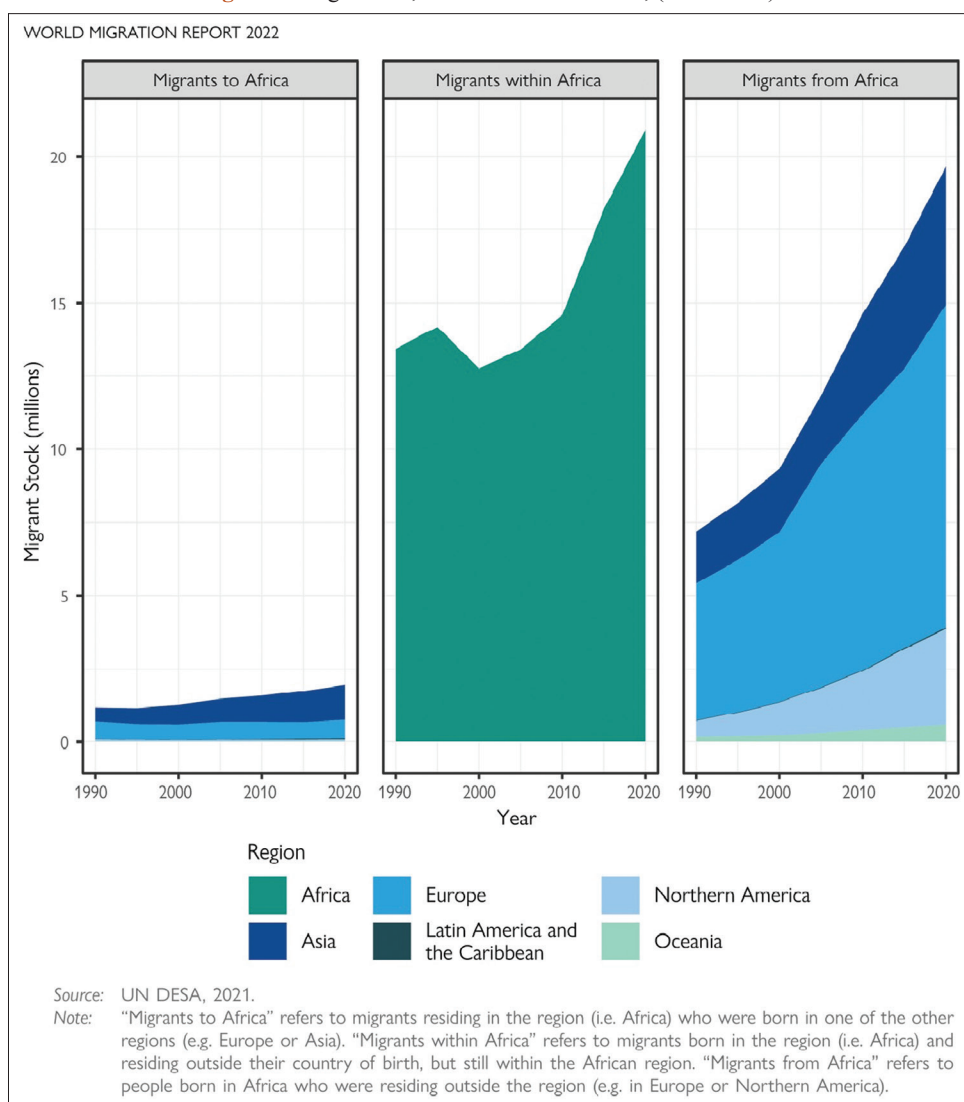 WORLD MIGRATION REPORT 2022
Migrants to Africa
Migrants within Africa
Migrants from Africa
Migrant Stock (millions)
20
15
10
5
0
1990
2000
2010
2020
1990
2000
2010
2020
1990
2000
2010
2020
Year
Region
Africa
Europe
Northern America
Asia
Latin America and
the Caribbean
Oceania
Source: UN DESA, 2021.
Note: “Migrants to Africa” refers to migrants residing in the region (i.e. Africa) who were born in one of the other
regions (e.g. Europe or Asia). “Migrants within Africa” refers to migrants born in the region (i.e. Africa) and
residing outside their country of birth, but still within the African region. “Migrants from Africa” refers to
people born in Africa who were residing outside the region (e.g. in Europe or Northern America).